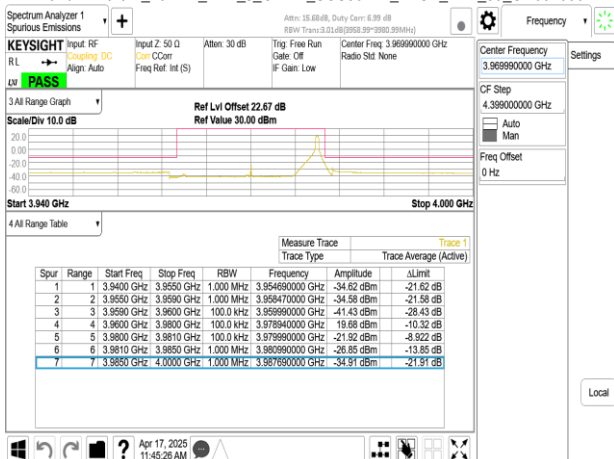 Spectrum Analyzer 1
Spurious Emissions
Attn: 15.68dB, Duty Corr: 6.99 dB
RBW Trans:3.01dB(3958.99~3980.99MHz)
Frequency
Settings
KEYSIGHT
RL
PASS
Input: RF
Coupling: DC
Align: Auto
Input Z: 50 Ω
Corr CCorr
Freq Ref: Int (S)
Atten: 30 dB
Trig: Free Run
Gate: Off
IF Gain: Low
Center Freq: 3.969990000 GHz
Radio Std: None
Center Frequency
3.969990000 GHz
CF Step
4.399000000 GHz
Auto
Man
Freq Offset
0 Hz
3 All Range Graph
Scale/Div 10.0 dB
Ref Lvl Offset 22.67 dB
Ref Value 30.00 dBm
20.0
0.00
-20.0
-40.0
-60.0
Start 3.940 GHz
Stop 4.000 GHz
4 All Range Table
Measure Trace Trace 1
Trace Type Trace Average (Active)
Spur Range Start Freq Stop Freq RBW Frequency Amplitude ΔLimit
1 1 3.9400 GHz 3.9550 GHz 1.000 MHz 3.954690000 GHz -34.62 dBm -21.62 dB
2 2 3.9550 GHz 3.9590 GHz 1.000 MHz 3.958470000 GHz -34.58 dBm -21.58 dB
3 3 3.9590 GHz 3.9600 GHz 100.0 kHz 3.959990000 GHz -41.43 dBm -28.43 dB
4 4 3.9600 GHz 3.9800 GHz 100.0 kHz 3.978940000 GHz 19.68 dBm -10.32 dB
5 5 3.9800 GHz 3.9810 GHz 100.0 kHz 3.979990000 GHz -21.92 dBm -8.922 dB
6 6 3.9810 GHz 3.9850 GHz 1.000 MHz 3.980990000 GHz -26.85 dBm -13.85 dB
7 7 3.9850 GHz 4.0000 GHz 1.000 MHz 3.987690000 GHz -34.91 dBm -21.91 dB
Local
Apr 17, 2025
11:45:26 AM